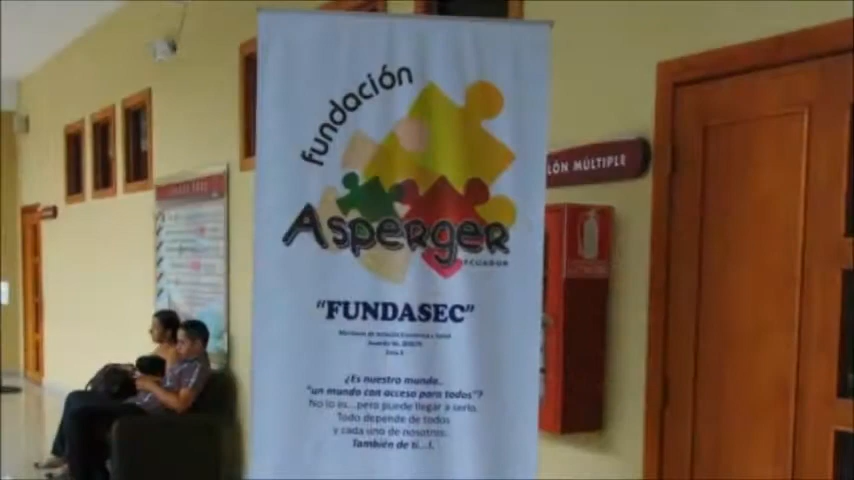 fundación
Asperger
ECUADOR
"FUNDASEC"
¿Es nuestro mundo..
"un mundo con acceso para todos"?
No lo es...pero puede llegar a serlo.
Todo depende de todos
y cada uno de nosotros.
También de ti...!.
LÓN MÚLTIPLE